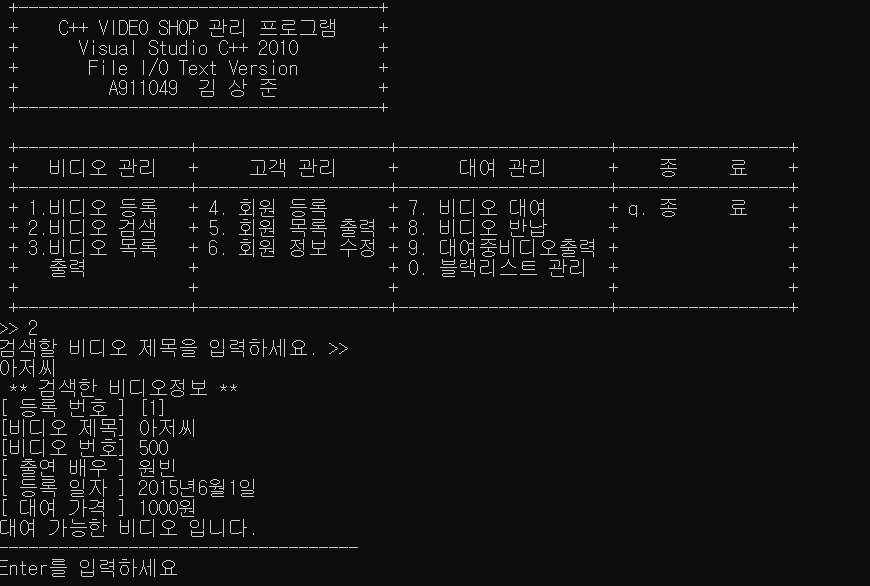 +------------------------------------+
+ C++ VIDEO SHOP 관리 프로그램 +
+ Visual Studio C++ 2010 +
+ File I/O Text Version +
+ A911049 김 상 준 +
+------------------------------------+
+-----------------+-------------------+---------------------+-----------------+
+ 비디오 관리 + 고객 관리 + 대여 관리 + 종 료 +
+-----------------+-------------------+---------------------+-----------------+
+ 1.비디오 등록 + 4. 회원 등록 + 7. 비디오 대여 + q. 종 료 +
+ 2.비디오 검색 + 5. 회원 목록 출력 + 8. 비디오 반납 + +
+ 3.비디오 목록 + 6. 회원 정보 수정 + 9. 대여중비디오출력 + +
+ 출력 + + 0. 블랙리스트 관리 + +
+ + + + +
+-----------------+-------------------+---------------------+-----------------+
>> 2
검색할 비디오 제목을 입력하세요. >>
아저씨
** 검색한 비디오정보 **
[ 등록 번호 ] [1]
[비디오 제목] 아저씨
[비디오 번호] 500
[ 출연 배우 ] 원빈
[ 등록 일자 ] 2015년6월1일
[ 대여 가격 ] 1000원
대여 가능한 비디오 입니다.
------------------------------------
Enter를 입력하세요